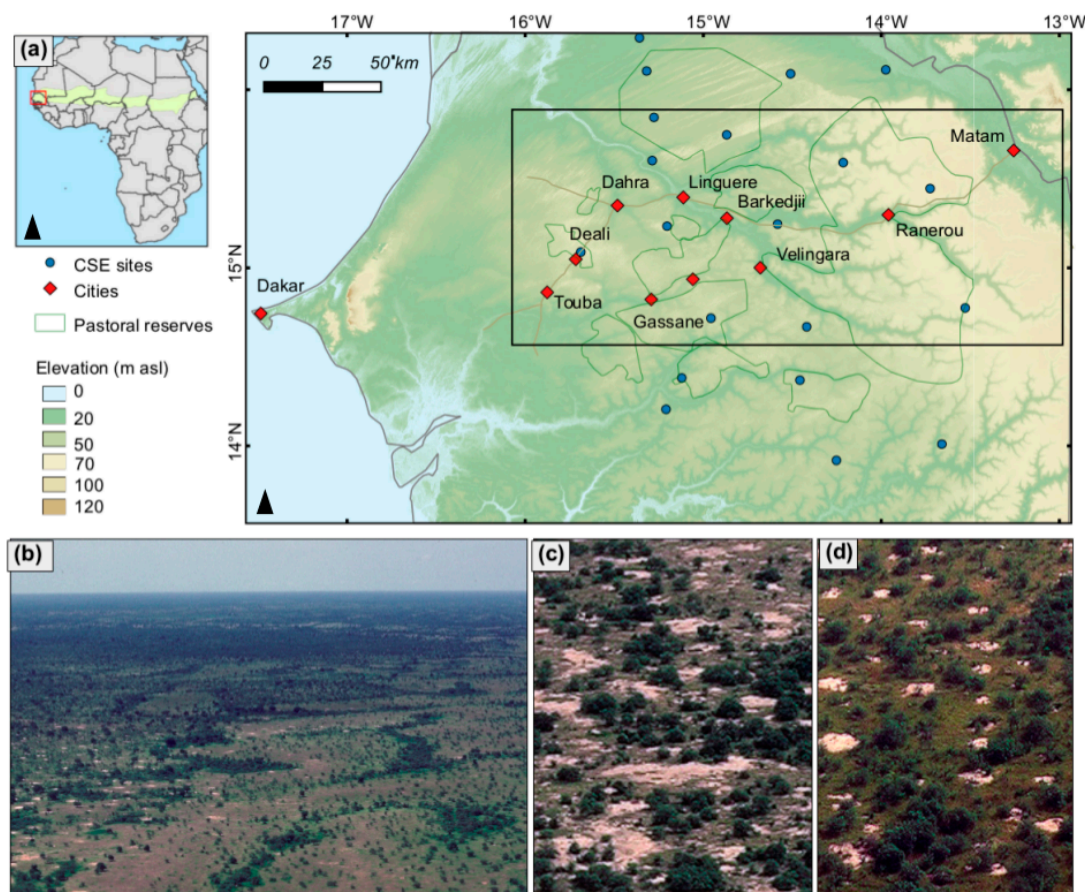 (a)
17°W
16°W
15°W
14°W
13°W
0
25
50°km
Matam
Dahra
Linguere
Barkedjii
Ranerou
Deali
Velingara
Touba
Gassane
Dakar
15°N
14°N
CSE sites
Cities
Pastoral reserves
Elevation (m asl)
0
20
50
70
100
120
(b)
(c)
(d)